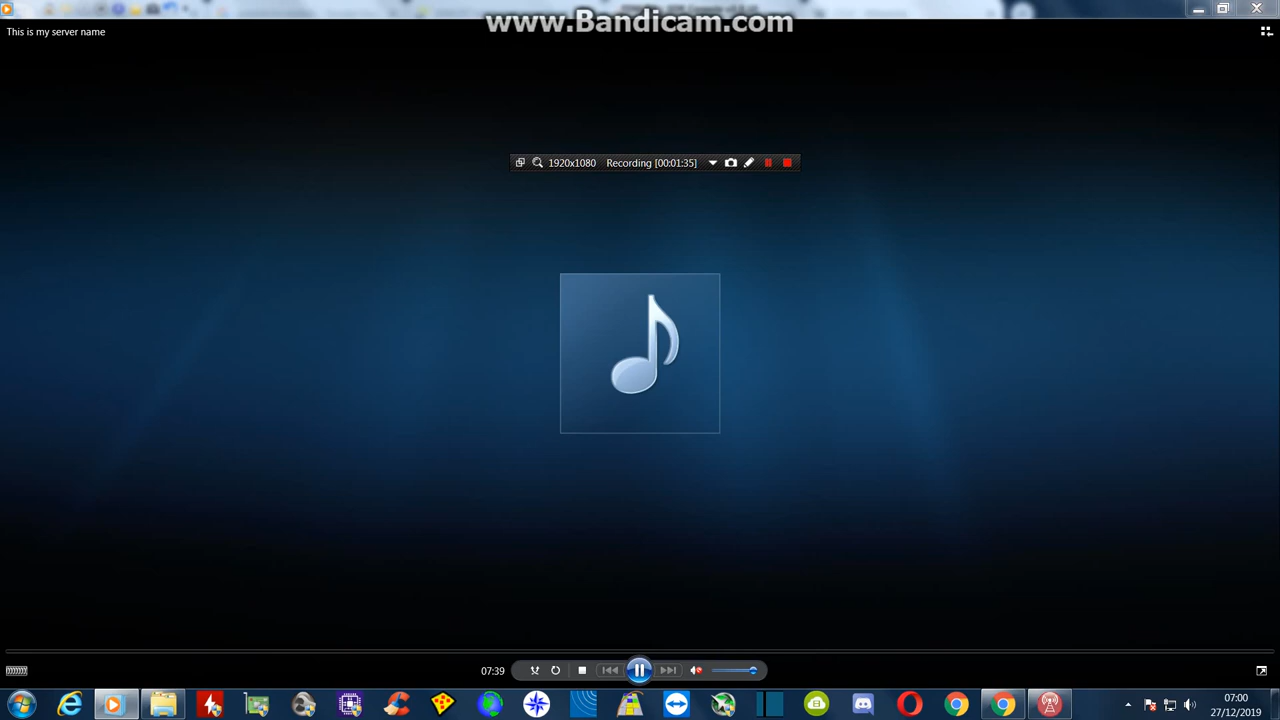 www.Bandicam.com
This is my server name
1920x1080 Recording [00:01:35]
07:39
07:00
27/12/2019